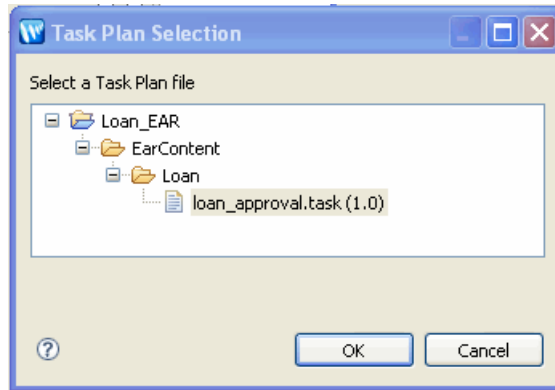 Task Plan Selection
Select a Task Plan file
Loan_EAR
EarContent
Loan
loan_approval.task (1.0)
?
OK
Cancel